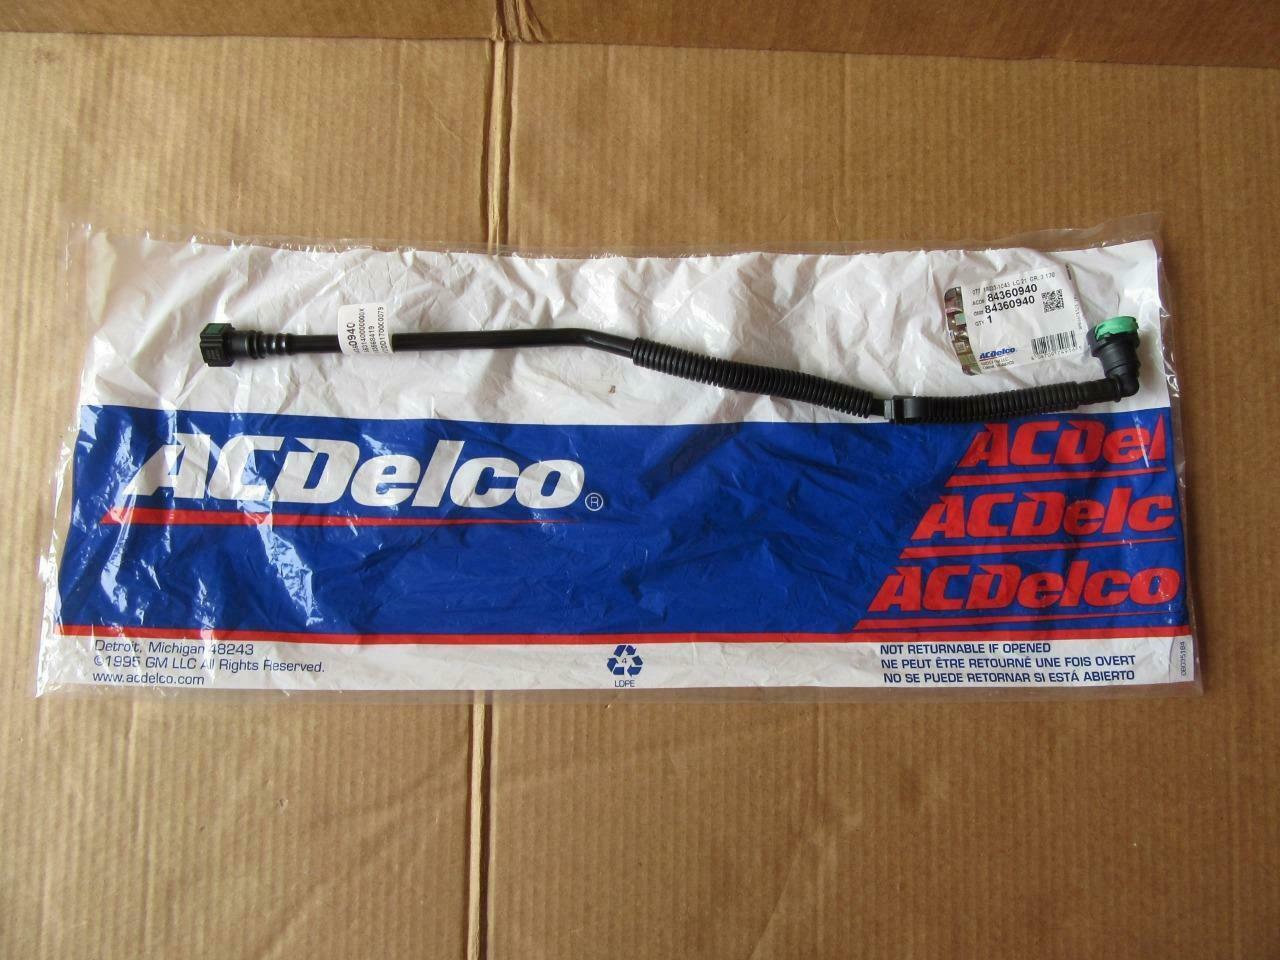 84360940
84360940
QTY 1
ACDelco
ACDelco®
ACDel
ACDelc
ACDelco
Detroit, Michigan 48243
©1995 GM LLC All Rights Reserved.
www.acdelco.com
4
LDPE
NOT RETURNABLE IF OPENED
NE PEUT ÊTRE RETOURNÉ UNE FOIS OVERT
NO SE PUEDE RETORNAR SI ESTÁ ABIERTO